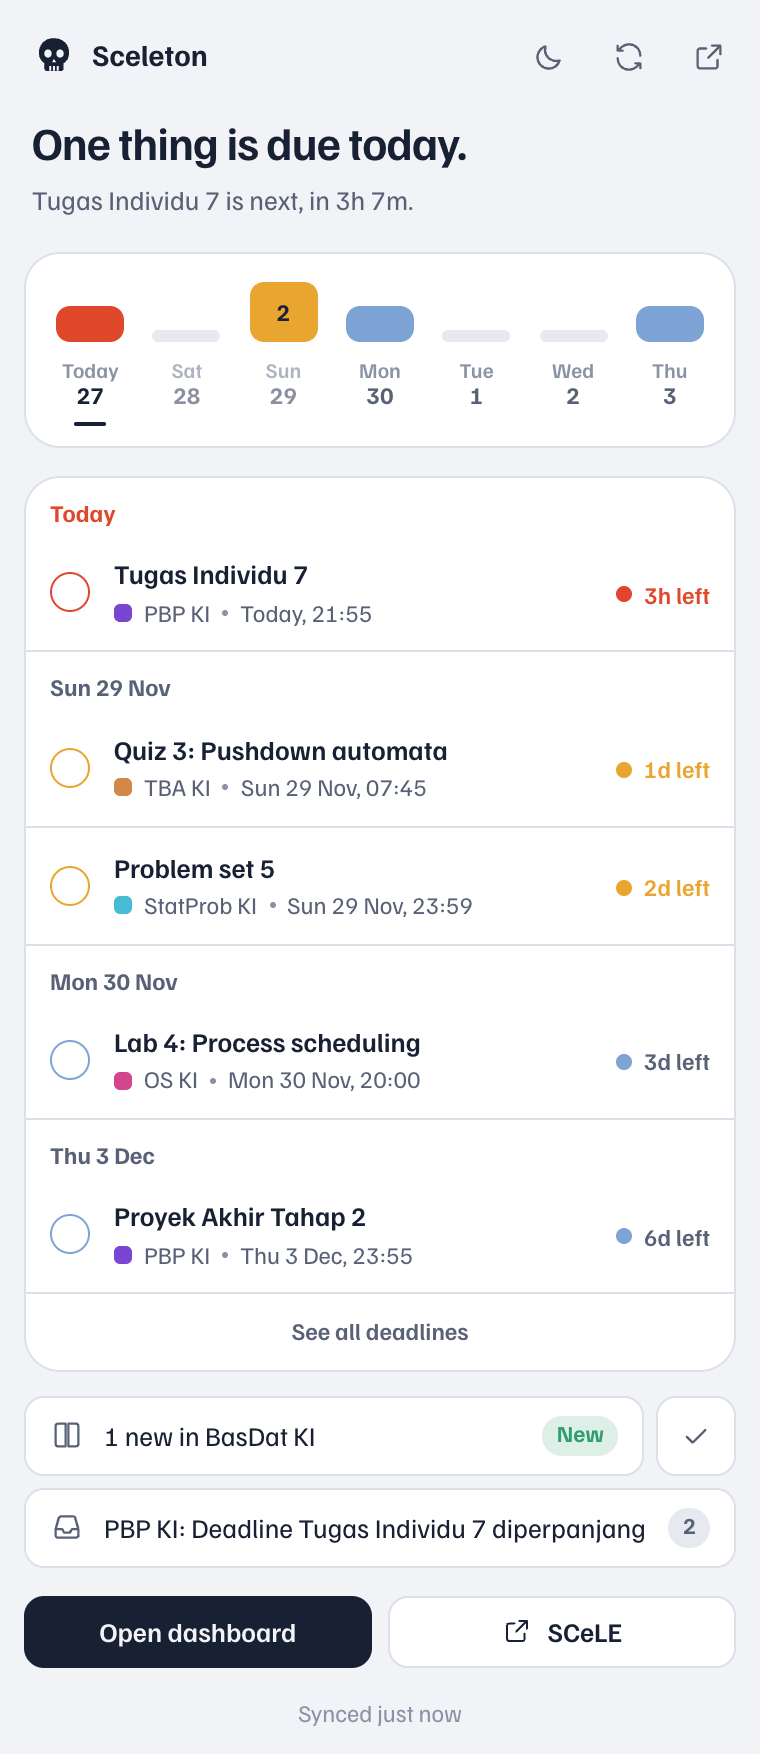 Sceleton
One thing is due today.
Tugas Individu 7 is next, in 3h 7m.
2
Today Sat Sun Mon Tue Wed Thu
27 28 29 30 1 2 3
Today
Tugas Individu 7
PBP KI • Today, 21:55
3h left
Sun 29 Nov
Quiz 3: Pushdown automata
TBA KI • Sun 29 Nov, 07:45
1d left
Problem set 5
StatProb KI • Sun 29 Nov, 23:59
2d left
Mon 30 Nov
Lab 4: Process scheduling
OS KI • Mon 30 Nov, 20:00
3d left
Thu 3 Dec
Proyek Akhir Tahap 2
PBP KI • Thu 3 Dec, 23:55
6d left
See all deadlines
1 new in BasDat KI New
PBP KI: Deadline Tugas Individu 7 diperpanjang 2
Open dashboard SCeLE
Synced just now